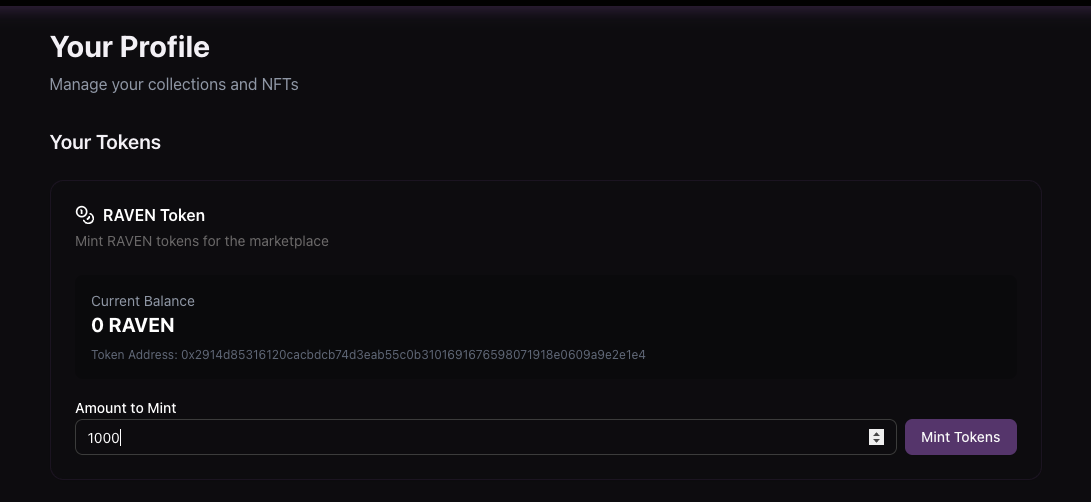 Your Profile
Manage your collections and NFTs
Your Tokens
RAVEN Token
Mint RAVEN tokens for the marketplace
Current Balance
0 RAVEN
Token Address: 0x2914d85316120cacbdcb74d3eab55c0b3101691676598071918e0609a9e2e1e4
Amount to Mint
1000
Mint Tokens